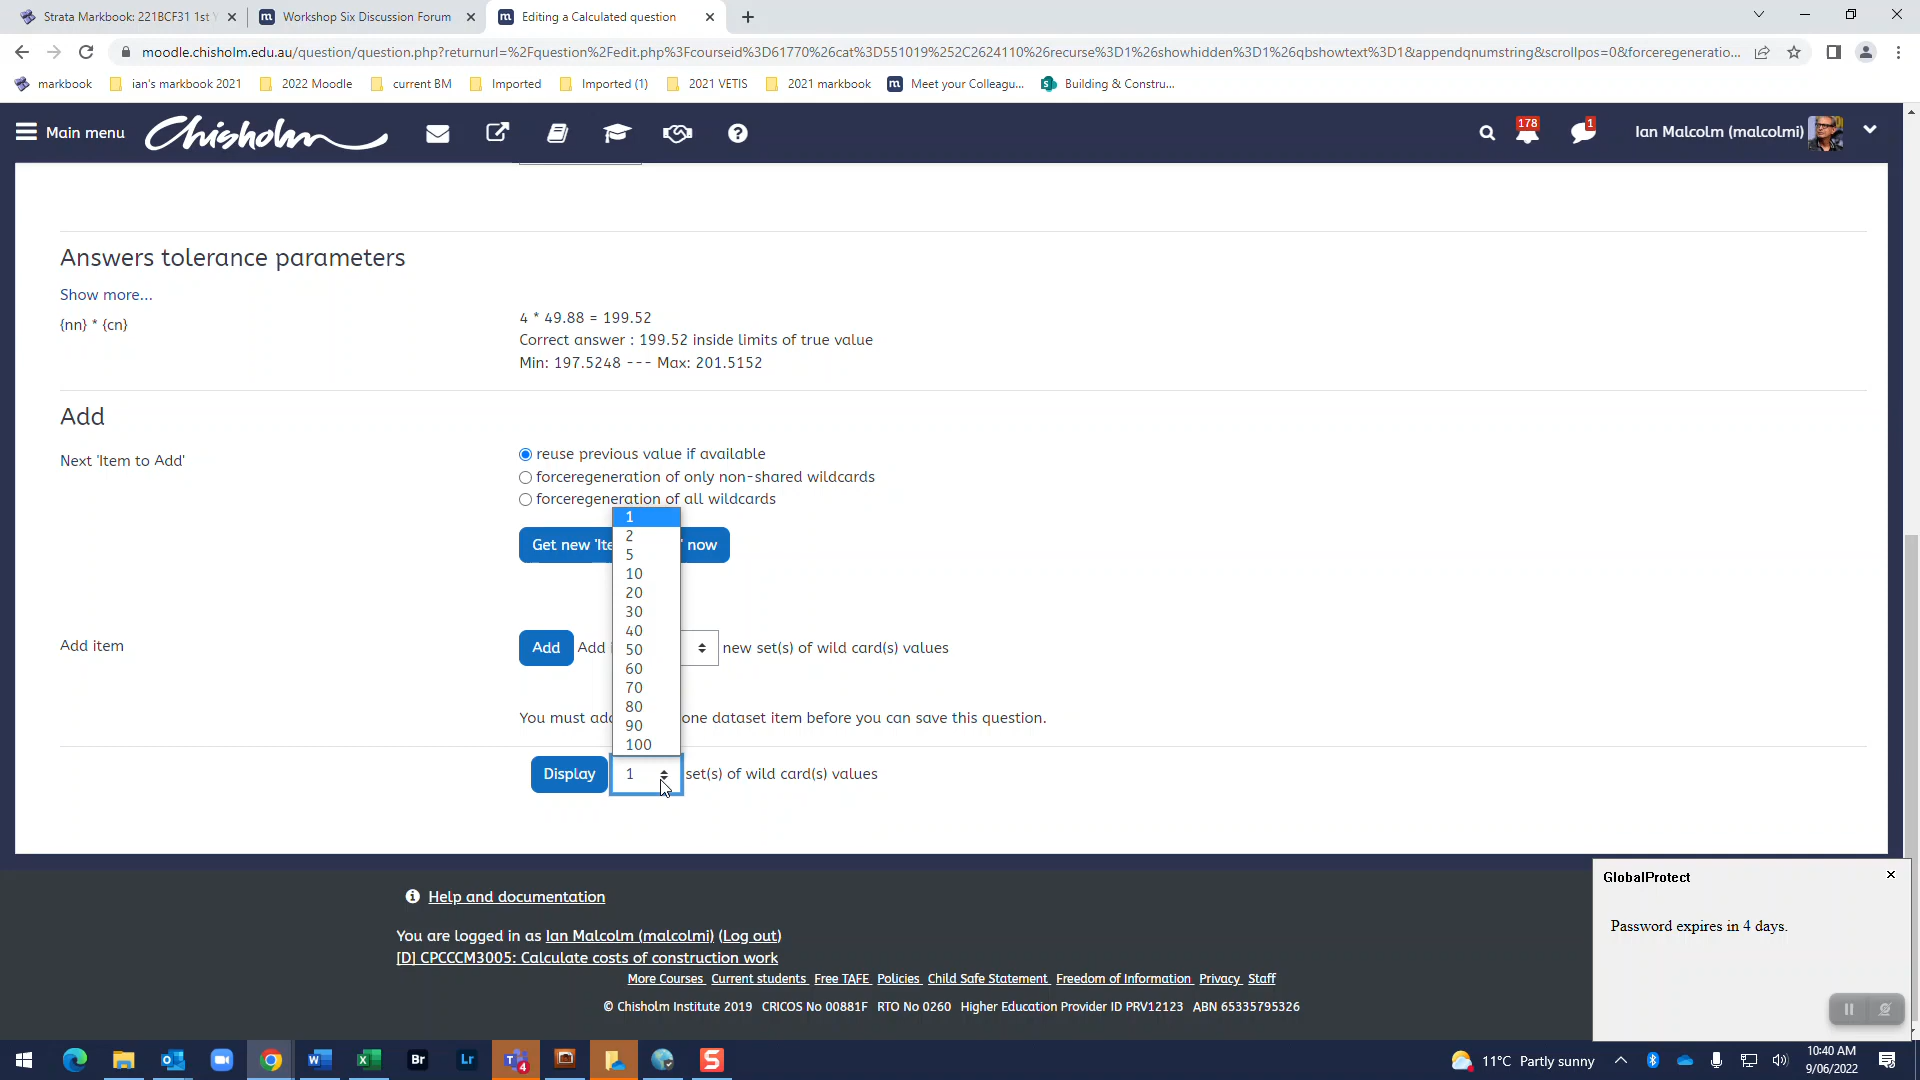 Strata Markbook: 221BCF31 1st Y
Workshop Six Discussion Forum
Editing a Calculated question
moodle.chisholm.edu.au/question/question.php?returnurl=%2Fquestion%2Fedit.php%3Fcourseid%3D61770%26cat%3D551019%252C2624110%26recurse%3D1%26showhidden%3D1%26qbshowtext%3D1&appendqnumstring&scrollpos=0&forceregeneratio...
markbook
ian's markbook 2021
2022 Moodle
current BM
Imported
Imported (1)
2021 VETIS
2021 markbook
Meet your Colleagu...
Building & Constru...
Main menu
Chisholm
178
1
Ian Malcolm (malcolmi)
Answers tolerance parameters
Show more...
{nn} * {cn}
4 * 49.88 = 199.52
Correct answer : 199.52 inside limits of true value
Min: 197.5248 --- Max: 201.5152
Add
Next 'Item to Add'
reuse previous value if available
forceregeneration of only non-shared wildcards
forceregeneration of all wildcards
Get new 'Ite ' now
1
2
5
10
20
30
40
50
60
70
80
90
100
Add item
Add
Add
new set(s) of wild card(s) values
You must add one dataset item before you can save this question.
Display
1
set(s) of wild card(s) values
Help and documentation
You are logged in as Ian Malcolm (malcolmi) (Log out)
[D] CPCCCM3005: Calculate costs of construction work
More Courses Current students Free TAFE Policies Child Safe Statement Freedom of Information Privacy Staff
© Chisholm Institute 2019 CRICOS No 00881F RTO No 0260 Higher Education Provider ID PRV12123 ABN 65335795326
GlobalProtect
Password expires in 4 days.
Br
Lr
4
11°C Partly sunny
10:40 AM
9/06/2022